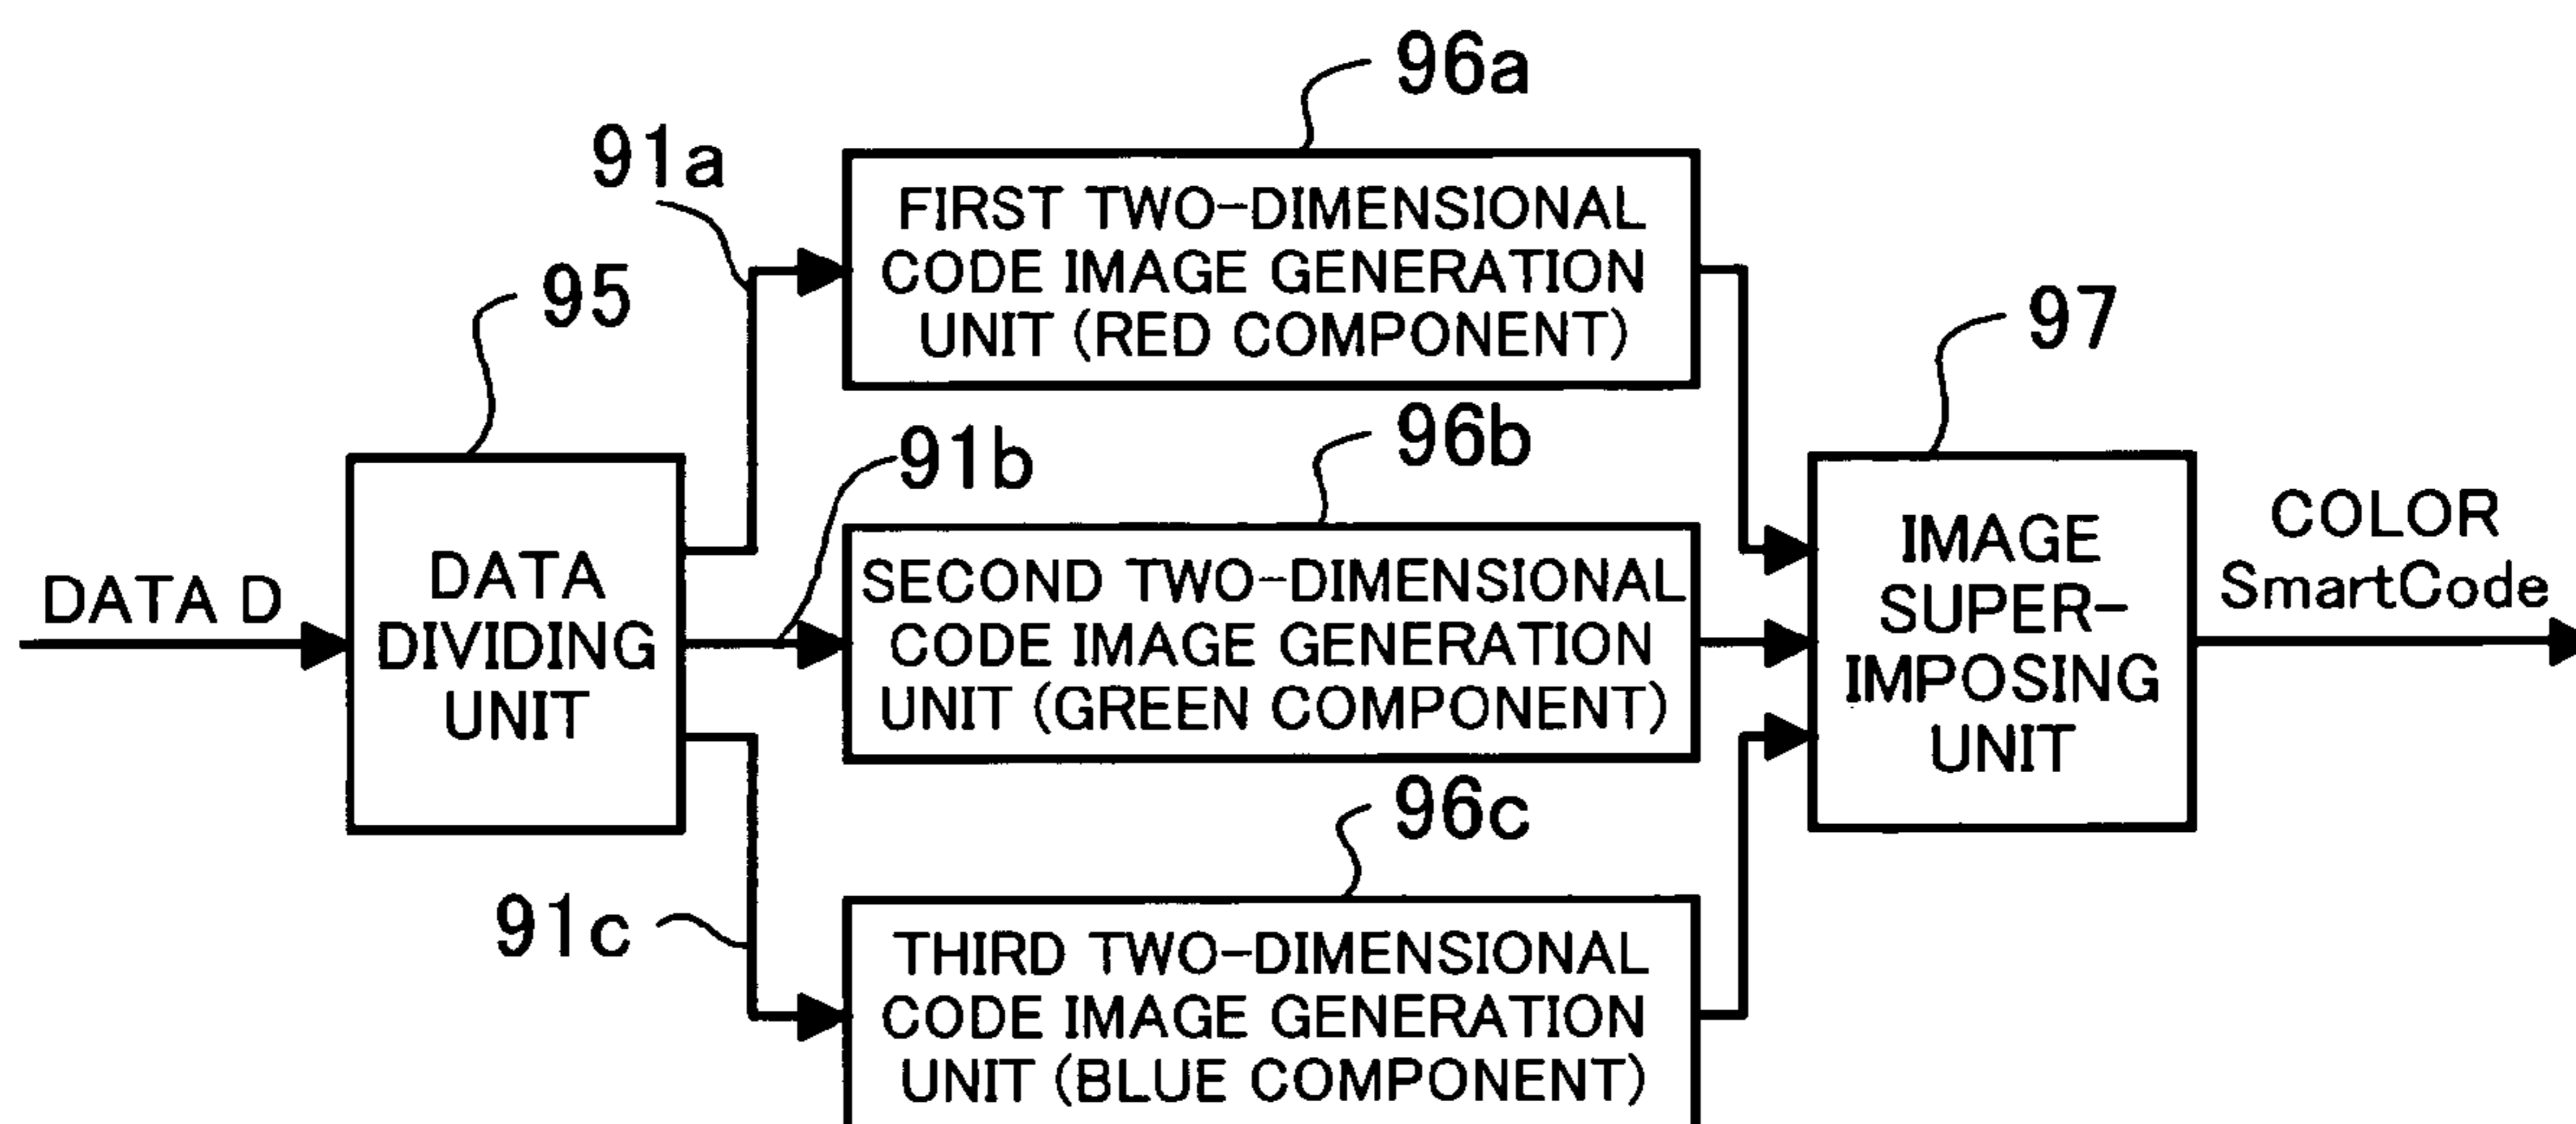 96a
91a
FIRST TWO-DIMENSIONAL
CODE IMAGE GENERATION
UNIT (RED COMPONENT)
95
97
96b
91b
DATA D
DATA
DIVIDING
UNIT
SECOND TWO-DIMENSIONAL
CODE IMAGE GENERATION
UNIT (GREEN COMPONENT)
IMAGE
SUPER-
IMPOSING
UNIT
COLOR
SmartCode
96c
91c
THIRD TWO-DIMENSIONAL
CODE IMAGE GENERATION
UNIT (BLUE COMPONENT)